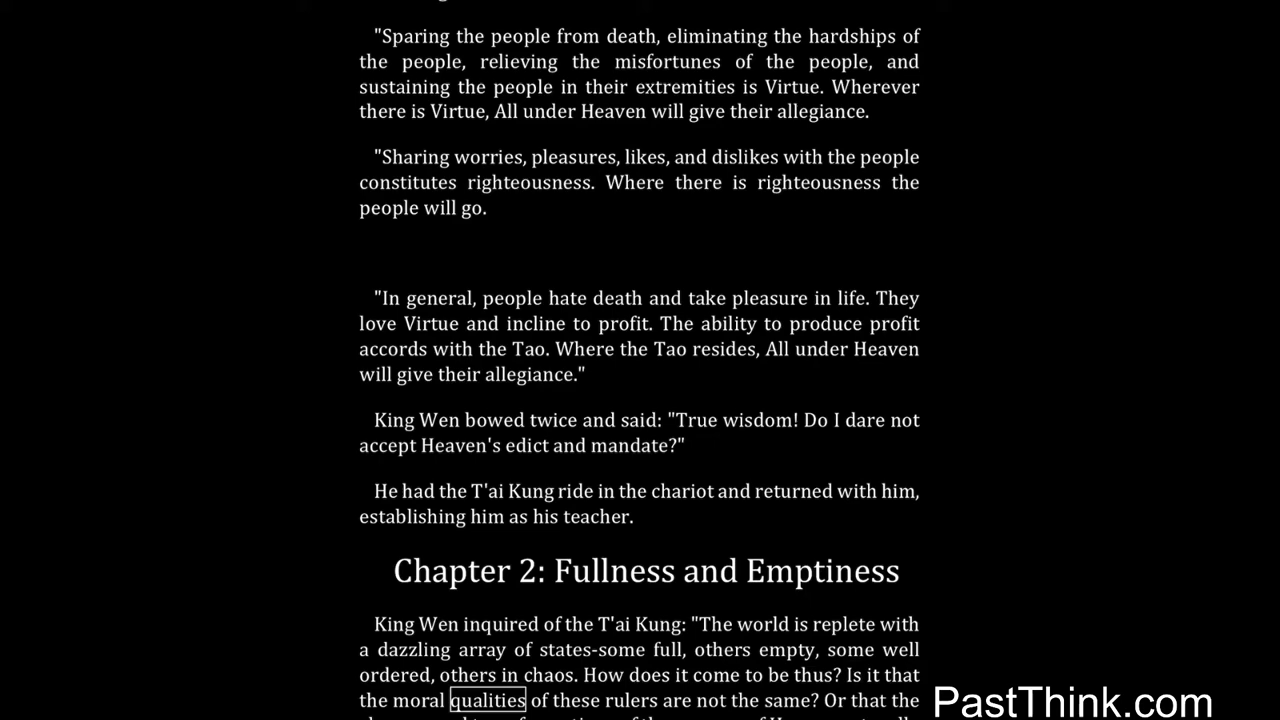 "Sparing the people from death, eliminating the hardships of
the people, relieving the misfortunes of the people, and
sustaining the people in their extremities is Virtue. Wherever
there is Virtue, All under Heaven will give their allegiance.
"Sharing worries, pleasures, likes, and dislikes with the people
constitutes righteousness. Where there is righteousness the
people will go.
"In general, people hate death and take pleasure in life. They
love Virtue and incline to profit. The ability to produce profit
accords with the Tao. Where the Tao resides, All under Heaven
will give their allegiance."
King Wen bowed twice and said: "True wisdom! Do I dare not
accept Heaven's edict and mandate?"
He had the T'ai Kung ride in the chariot and returned with him,
establishing him as his teacher.
Chapter 2: Fullness and Emptiness
King Wen inquired of the T'ai Kung: "The world is replete with
a dazzling array of states-some full, others empty, some well
ordered, others in chaos. How does it come to be thus? Is it that
the moral qualities of these rulers are not the same? Or that the
PastThink.com